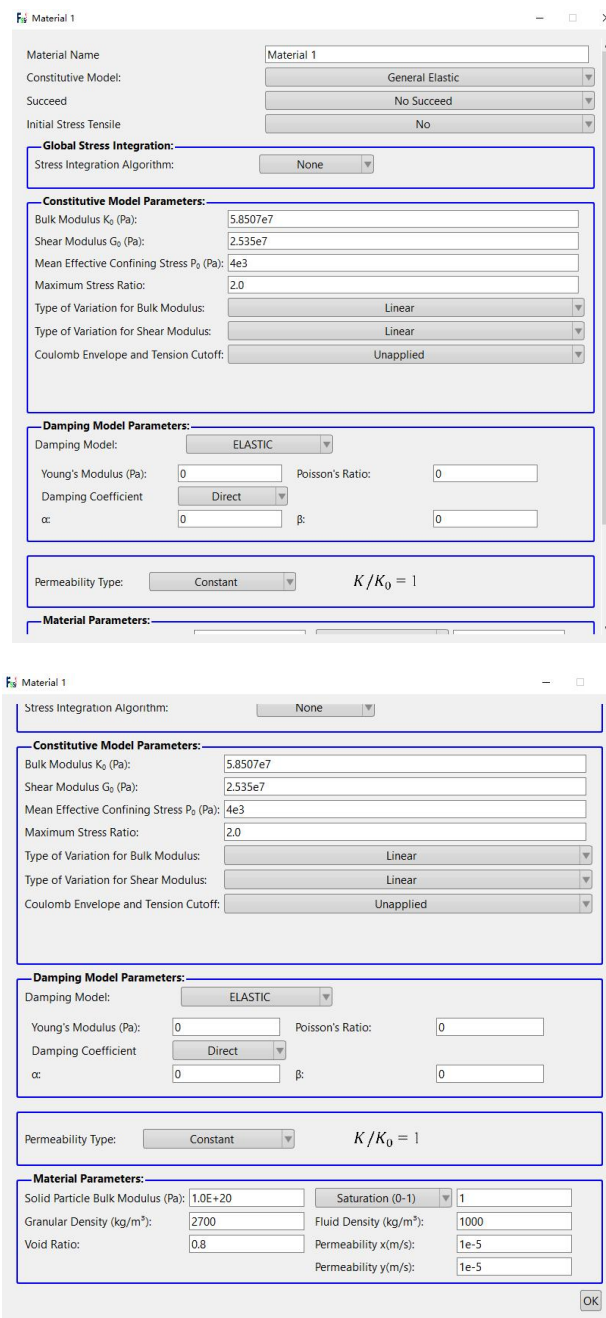 Material 1
Material Name Material 1
Constitutive Model: General Elastic
Succeed No Succeed
Initial Stress Tensile No
Global Stress Integration:
Stress Integration Algorithm: None
Constitutive Model Parameters:
Bulk Modulus K₀ (Pa): 5.8507e7
Shear Modulus G₀ (Pa): 2.535e7
Mean Effective Confining Stress P₀ (Pa): 4e3
Maximum Stress Ratio: 2.0
Type of Variation for Bulk Modulus: Linear
Type of Variation for Shear Modulus: Linear
Coulomb Envelope and Tension Cutoff: Unapplied
Damping Model Parameters:
Damping Model: ELASTIC
Young's Modulus (Pa): 0 Poisson's Ratio: 0
Damping Coefficient Direct
α: 0 β: 0
Permeability Type: Constant K/K₀ = 1
Material Parameters:
Material 1
Stress Integration Algorithm: None
Constitutive Model Parameters:
Bulk Modulus K₀ (Pa): 5.8507e7
Shear Modulus G₀ (Pa): 2.535e7
Mean Effective Confining Stress P₀ (Pa): 4e3
Maximum Stress Ratio: 2.0
Type of Variation for Bulk Modulus: Linear
Type of Variation for Shear Modulus: Linear
Coulomb Envelope and Tension Cutoff: Unapplied
Damping Model Parameters:
Damping Model: ELASTIC
Young's Modulus (Pa): 0 Poisson's Ratio: 0
Damping Coefficient Direct
α: 0 β: 0
Permeability Type: Constant K/K₀ = 1
Material Parameters:
Solid Particle Bulk Modulus (Pa): 1.0E+20 Saturation (0-1) 1
Granular Density (kg/m³): 2700 Fluid Density (kg/m³): 1000
Void Ratio: 0.8 Permeability x(m/s): 1e-5
Permeability y(m/s): 1e-5
OK